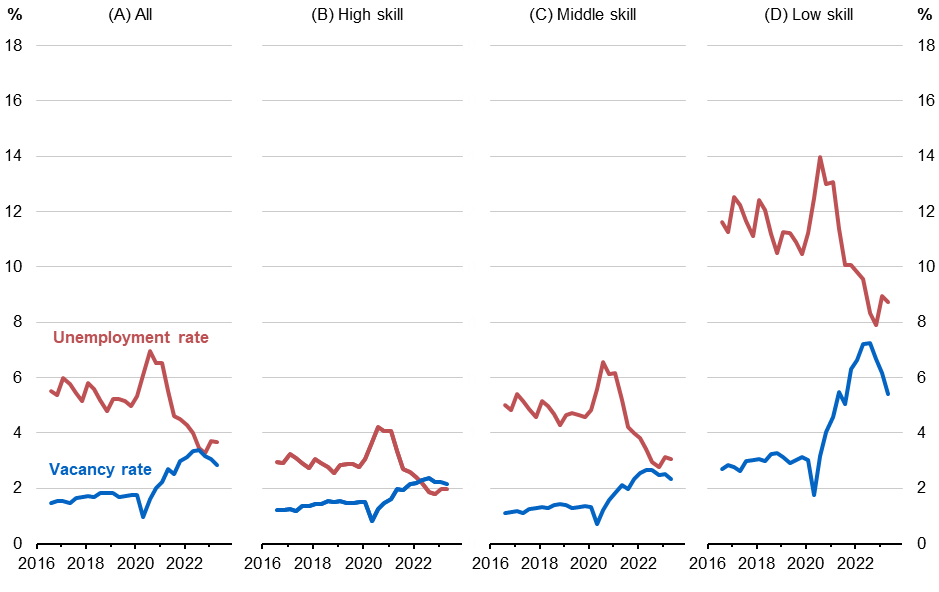 % (A) All (B) High skill (C) Middle skill (D) Low skill %
18 18
16 16
14 14
12 12
10 10
8 8
Unemployment rate
6 6
4 4
Vacancy rate
2 2
0 0
2016 2018 2020 2022 2016 2018 2020 2022 2016 2018 2020 2022 2016 2018 2020 2022